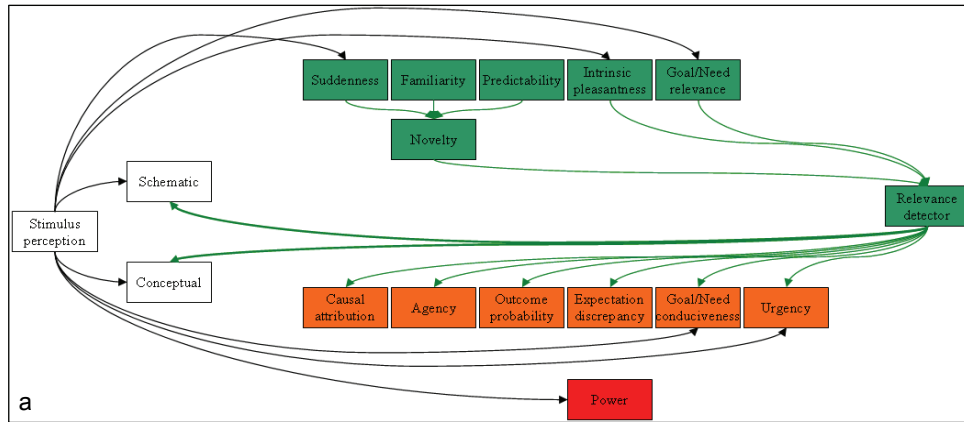 Suddenness
Familiarity
Predictability
Intrinsic
pleasantness
Goal/Need
relevance
Novelty
Schematic
Stimulus
perception
Relevance
detector
Conceptual
Causal
attribution
Agency
Outcome
probability
Expectation
discrepancy
Goal/Need
conduciveness
Urgency
Power
a